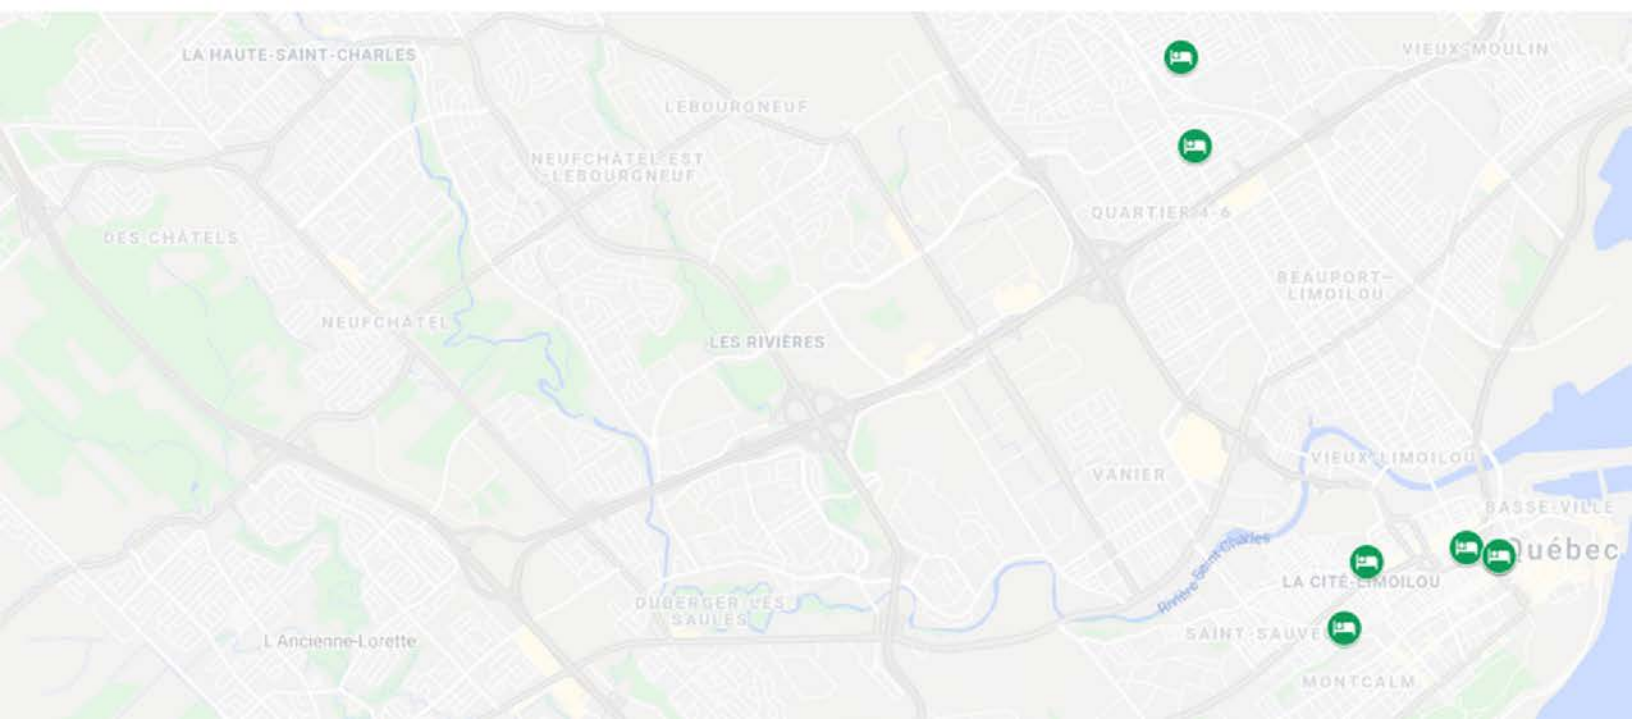 VIEUX-MOULIN
LA HAUTE-SAINT-CHARLES
LEBOURGNEUF
NEUFCHÂTEL EST
-LEBOURGNEUF
QUARTIER 4-6
DES CHÂTELS
BEAUPORT—
LIMOILOU
NEUFCHÂTEL
LES RIVIÈRES
VIEUX-LIMOILOU
VANIER
BASSE-VILLE
Québec
Rivière Saint-Charles
LA CITÉ-LIMOILOU
DUBERGER LES
SAULES
SAINT-SAUVE
L'Ancienne-Lorette
MONTCALM